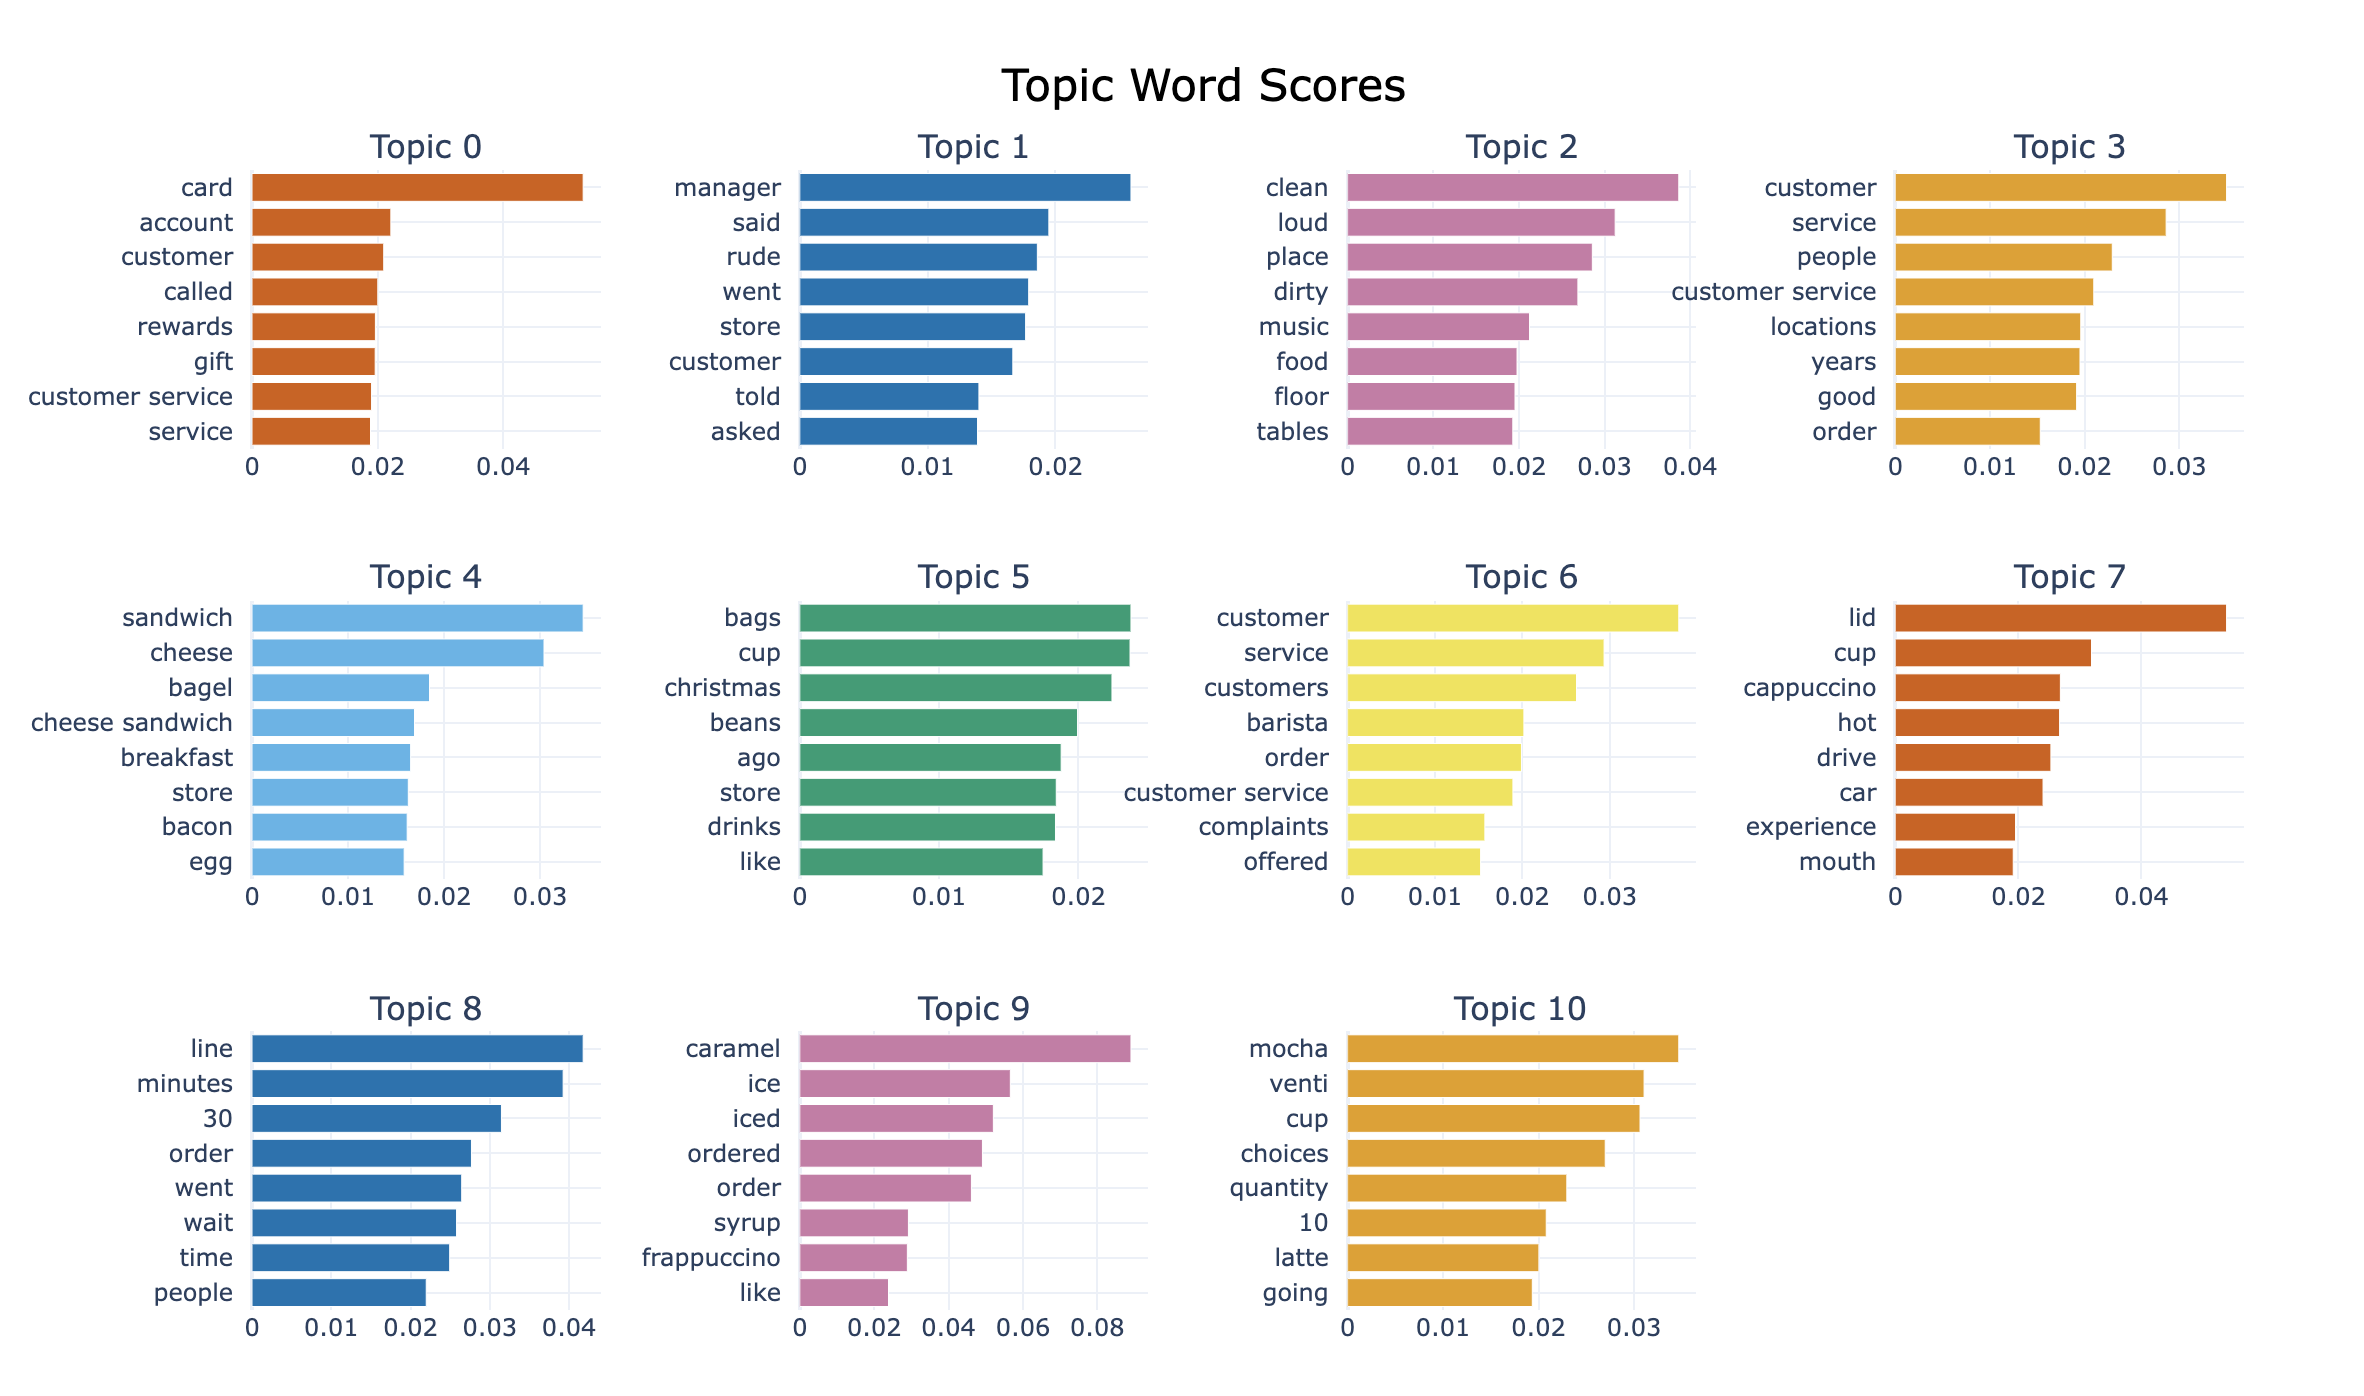 Topic Word Scores
Topic 0
card
account
customer
called
rewards
gift
customer service
service
0 0.02 0.04
Topic 1
manager
said
rude
went
store
customer
told
asked
0 0.01 0.02
Topic 2
clean
loud
place
dirty
music
food
floor
tables
0 0.01 0.02 0.03 0.04
Topic 3
customer
service
people
customer service
locations
years
good
order
0 0.01 0.02 0.03
Topic 4
sandwich
cheese
bagel
cheese sandwich
breakfast
store
bacon
egg
0 0.01 0.02 0.03
Topic 5
bags
cup
christmas
beans
ago
store
drinks
like
0 0.01 0.02
Topic 6
customer
service
customers
barista
order
customer service
complaints
offered
0 0.01 0.02 0.03
Topic 7
lid
cup
cappuccino
hot
drive
car
experience
mouth
0 0.02 0.04
Topic 8
line
minutes
30
order
went
wait
time
people
0 0.01 0.02 0.03 0.04
Topic 9
caramel
ice
iced
ordered
order
syrup
frappuccino
like
0 0.02 0.04 0.06 0.08
Topic 10
mocha
venti
cup
choices
quantity
10
latte
going
0 0.01 0.02 0.03